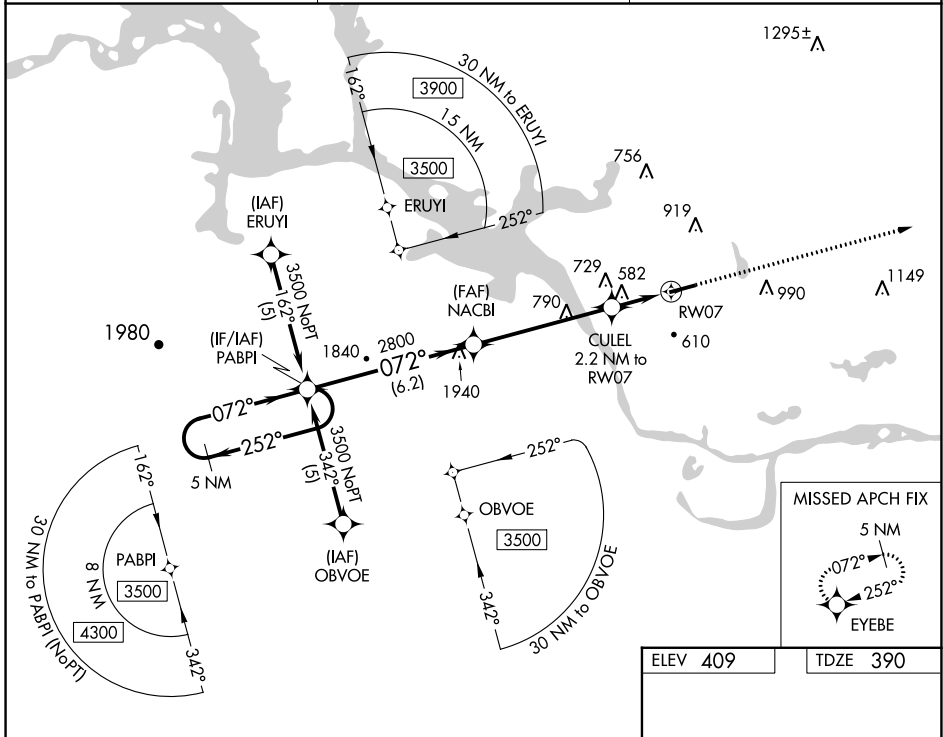 1295±
30 NM to ERUYI
162°
3900
15 NM
3500
ERUYI
252°
756
919
(IAF)
ERUYI
3500 NoPT
162°
(5)
729
582
990
1149
(FAF)
NACBI
790
RW07
610
CULEL
2.2 NM to
RW07
1980
(IF/IAF)
PABPI
1840
2800
072°
(6.2)
1940
072°
252°
5 NM
3500 NoPT
342°
(5)
(IAF)
OBVOE
162°
PABPI
3500
8 NM
4300
30 NM to PABPI (NoPT)
342°
252°
OBVOE
3500
342°
30 NM to OBVOE
MISSED APCH FIX
5 NM
072°
252°
EYEBE
ELEV 409
TDZE 390